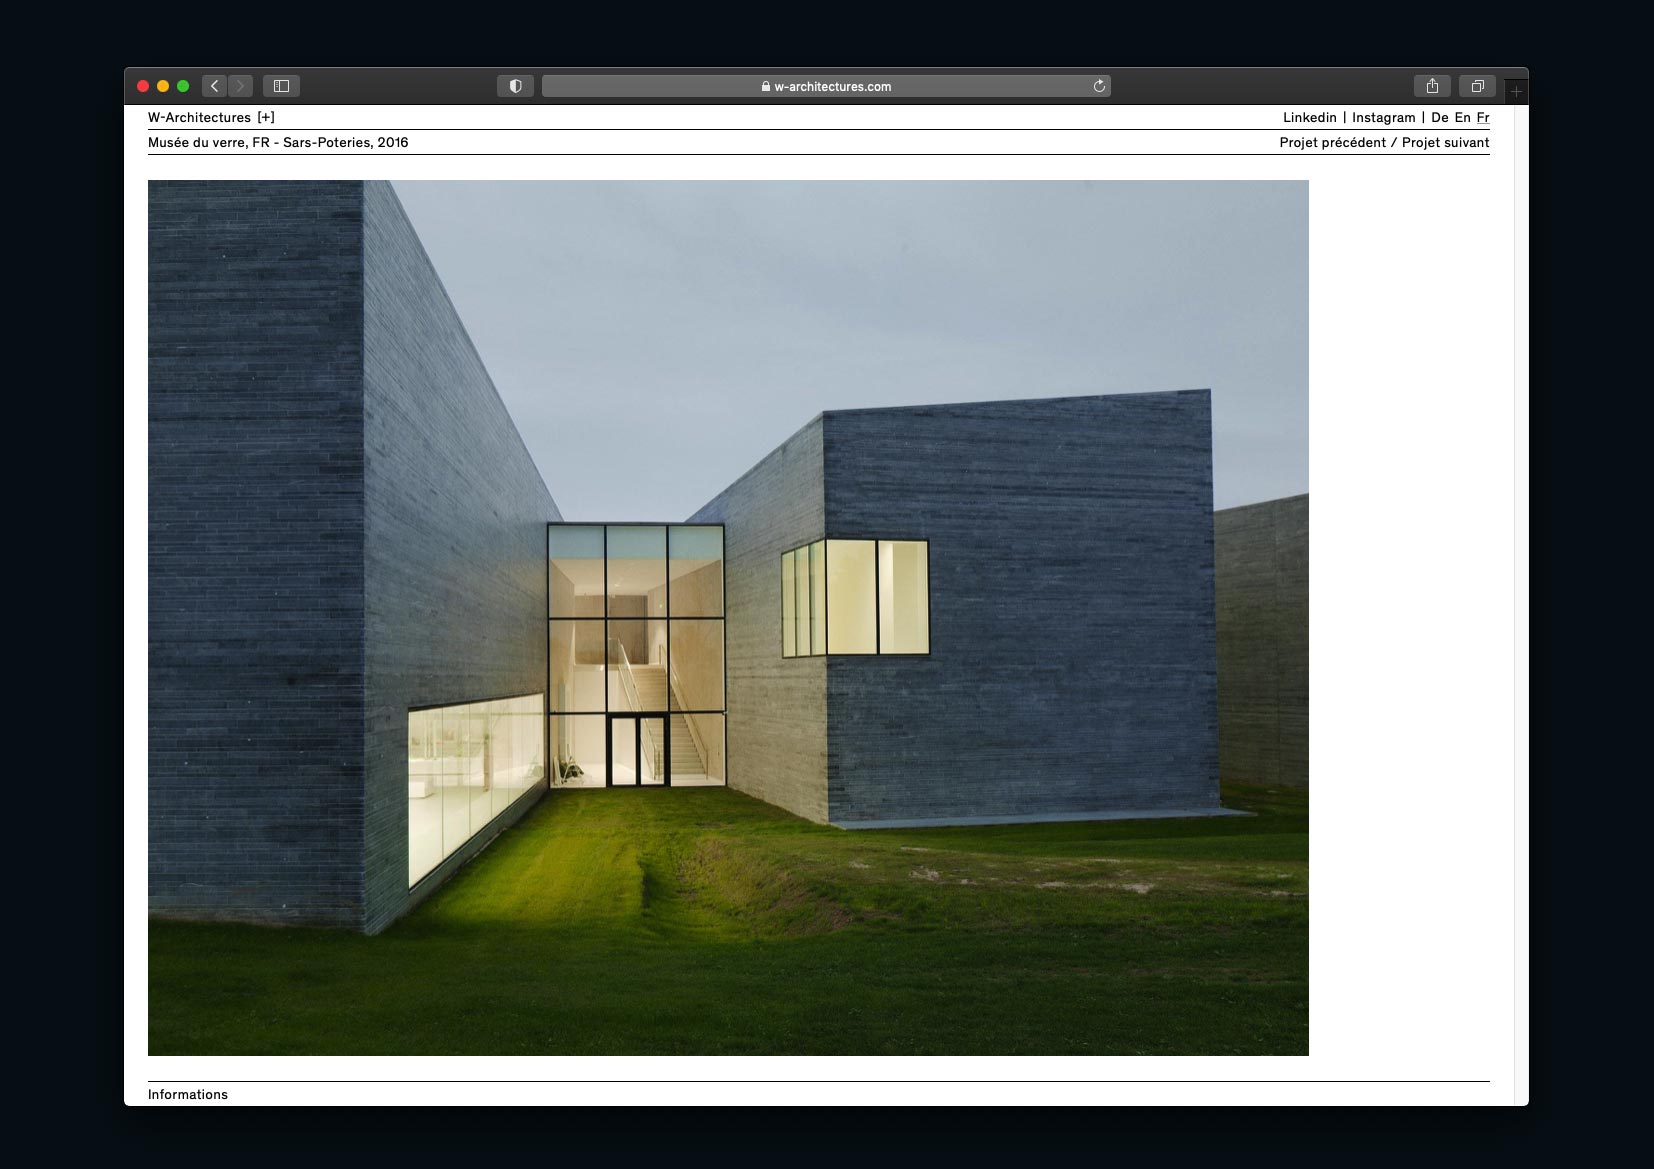 w-architectures.com
W-Architectures [+]
Linkedin | Instagram | De En Fr
Musée du verre, FR - Sars-Poteries, 2016
Projet précédent / Projet suivant
Informations